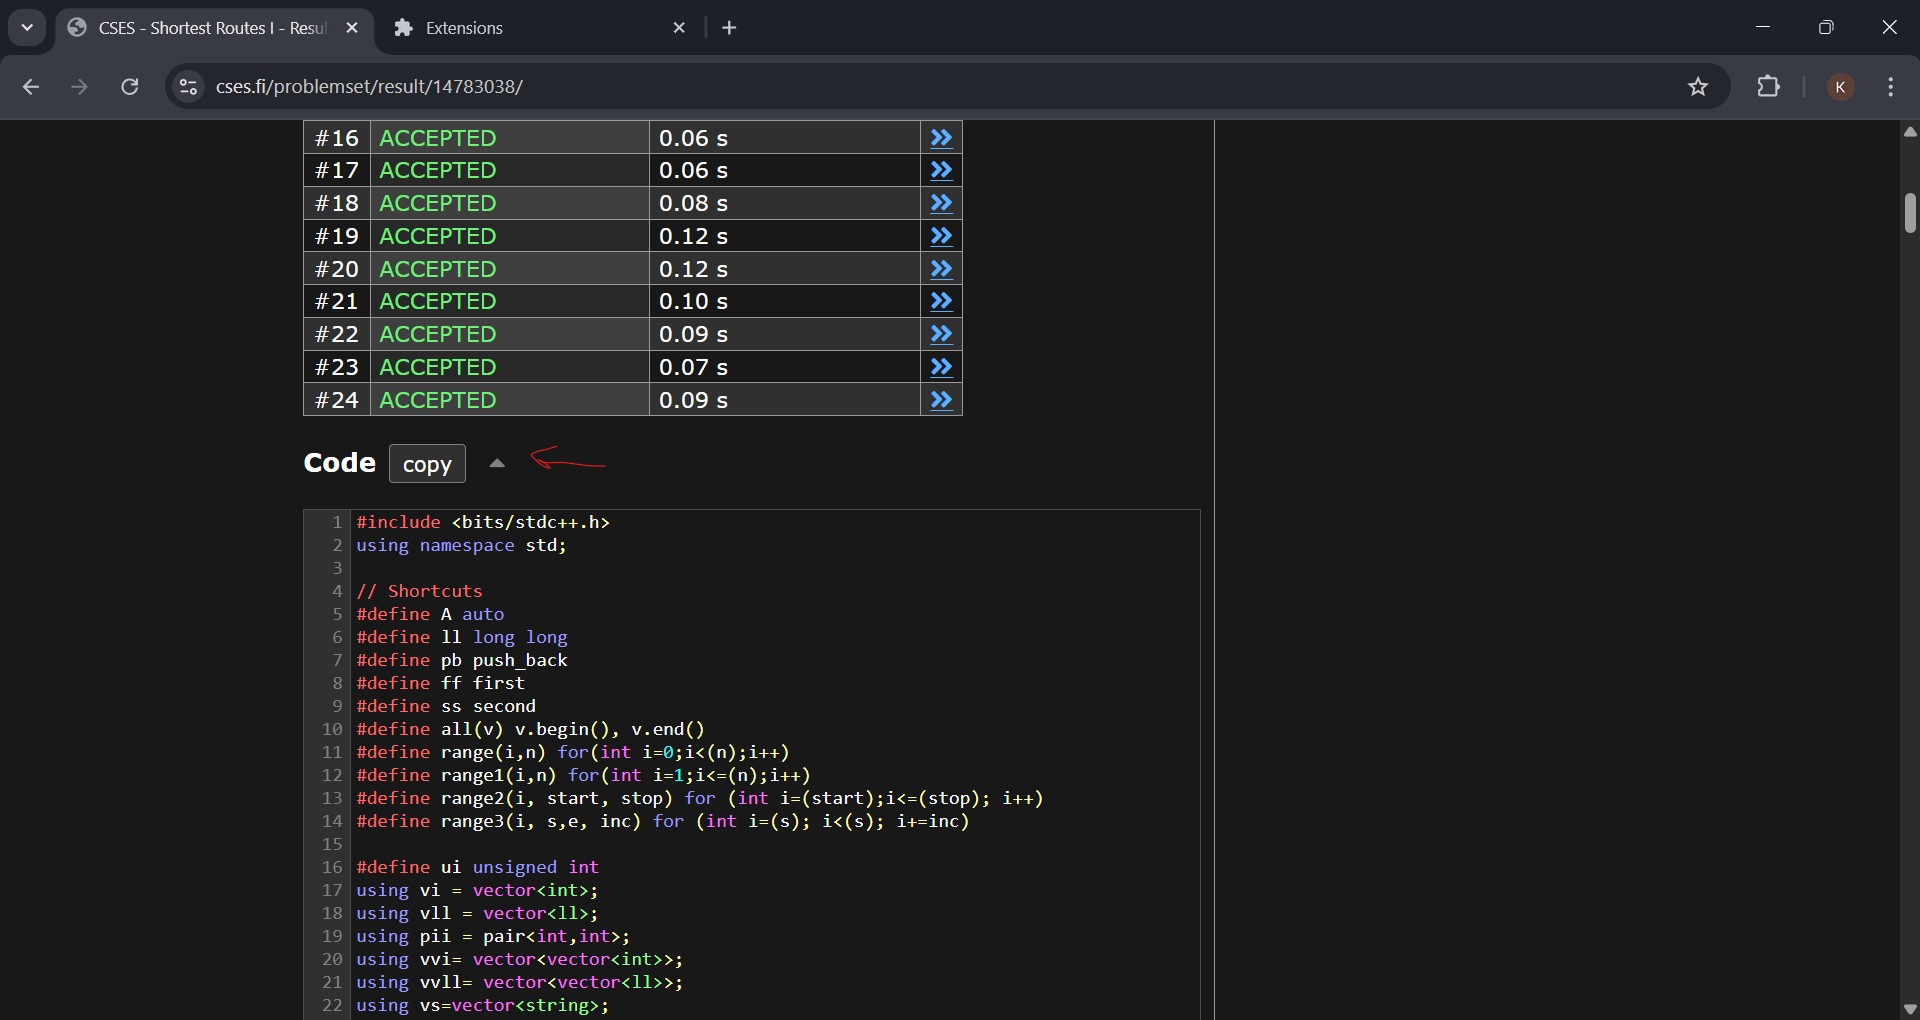 CSES - Shortest Routes I - Resu
Extensions
cses.fi/problemset/result/14783038/
K
#16 ACCEPTED 0.06 s >>
#17 ACCEPTED 0.06 s >>
#18 ACCEPTED 0.08 s >>
#19 ACCEPTED 0.12 s >>
#20 ACCEPTED 0.12 s >>
#21 ACCEPTED 0.10 s >>
#22 ACCEPTED 0.09 s >>
#23 ACCEPTED 0.07 s >>
#24 ACCEPTED 0.09 s >>
Code copy
1 #include <bits/stdc++.h>
2 using namespace std;
3
4 // Shortcuts
5 #define A auto
6 #define ll long long
7 #define pb push_back
8 #define ff first
9 #define ss second
10 #define all(v) v.begin(), v.end()
11 #define range(i,n) for(int i=0;i<(n);i++)
12 #define range1(i,n) for(int i=1;i<=(n);i++)
13 #define range2(i, start, stop) for (int i=(start);i<=(stop); i++)
14 #define range3(i, s,e, inc) for (int i=(s); i<(s); i+=inc)
15
16 #define ui unsigned int
17 using vi = vector<int>;
18 using vll = vector<ll>;
19 using pii = pair<int,int>;
20 using vvi= vector<vector<int>>;
21 using vvll= vector<vector<ll>>;
22 using vs=vector<string>;